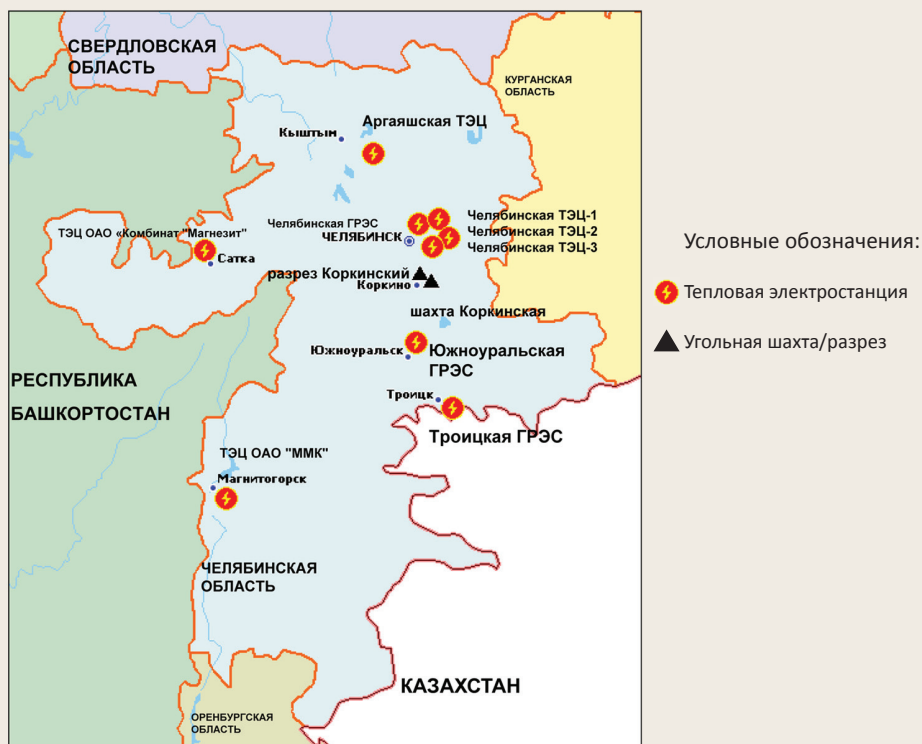 СВЕРДЛОВСКАЯ
ОБЛАСТЬ
КУРГАНСКАЯ
ОБЛАСТЬ
Аргаяшская ТЭЦ
Кыштым
Челябинская ГРЭС
ЧЕЛЯБИНСК
Челябинская ТЭЦ-1
Челябинская ТЭЦ-2
Челябинская ТЭЦ-3
ТЭЦ ОАО «Комбинат "Магнезит"
Сатка
разрез Коркинский
Коркино
шахта Коркинская
Южноуральск
Южноуральская
ГРЭС
РЕСПУБЛИКА
БАШКОРТОСТАН
Троицк
Троицкая ГРЭС
ТЭЦ ОАО "ММК"
Магнитогорск
ЧЕЛЯБИНСКАЯ
ОБЛАСТЬ
КАЗАХСТАН
ОРЕНБУРГСКАЯ
ОБЛАСТЬ
Условные обозначения:
Тепловая электростанция
Угольная шахта/разрез